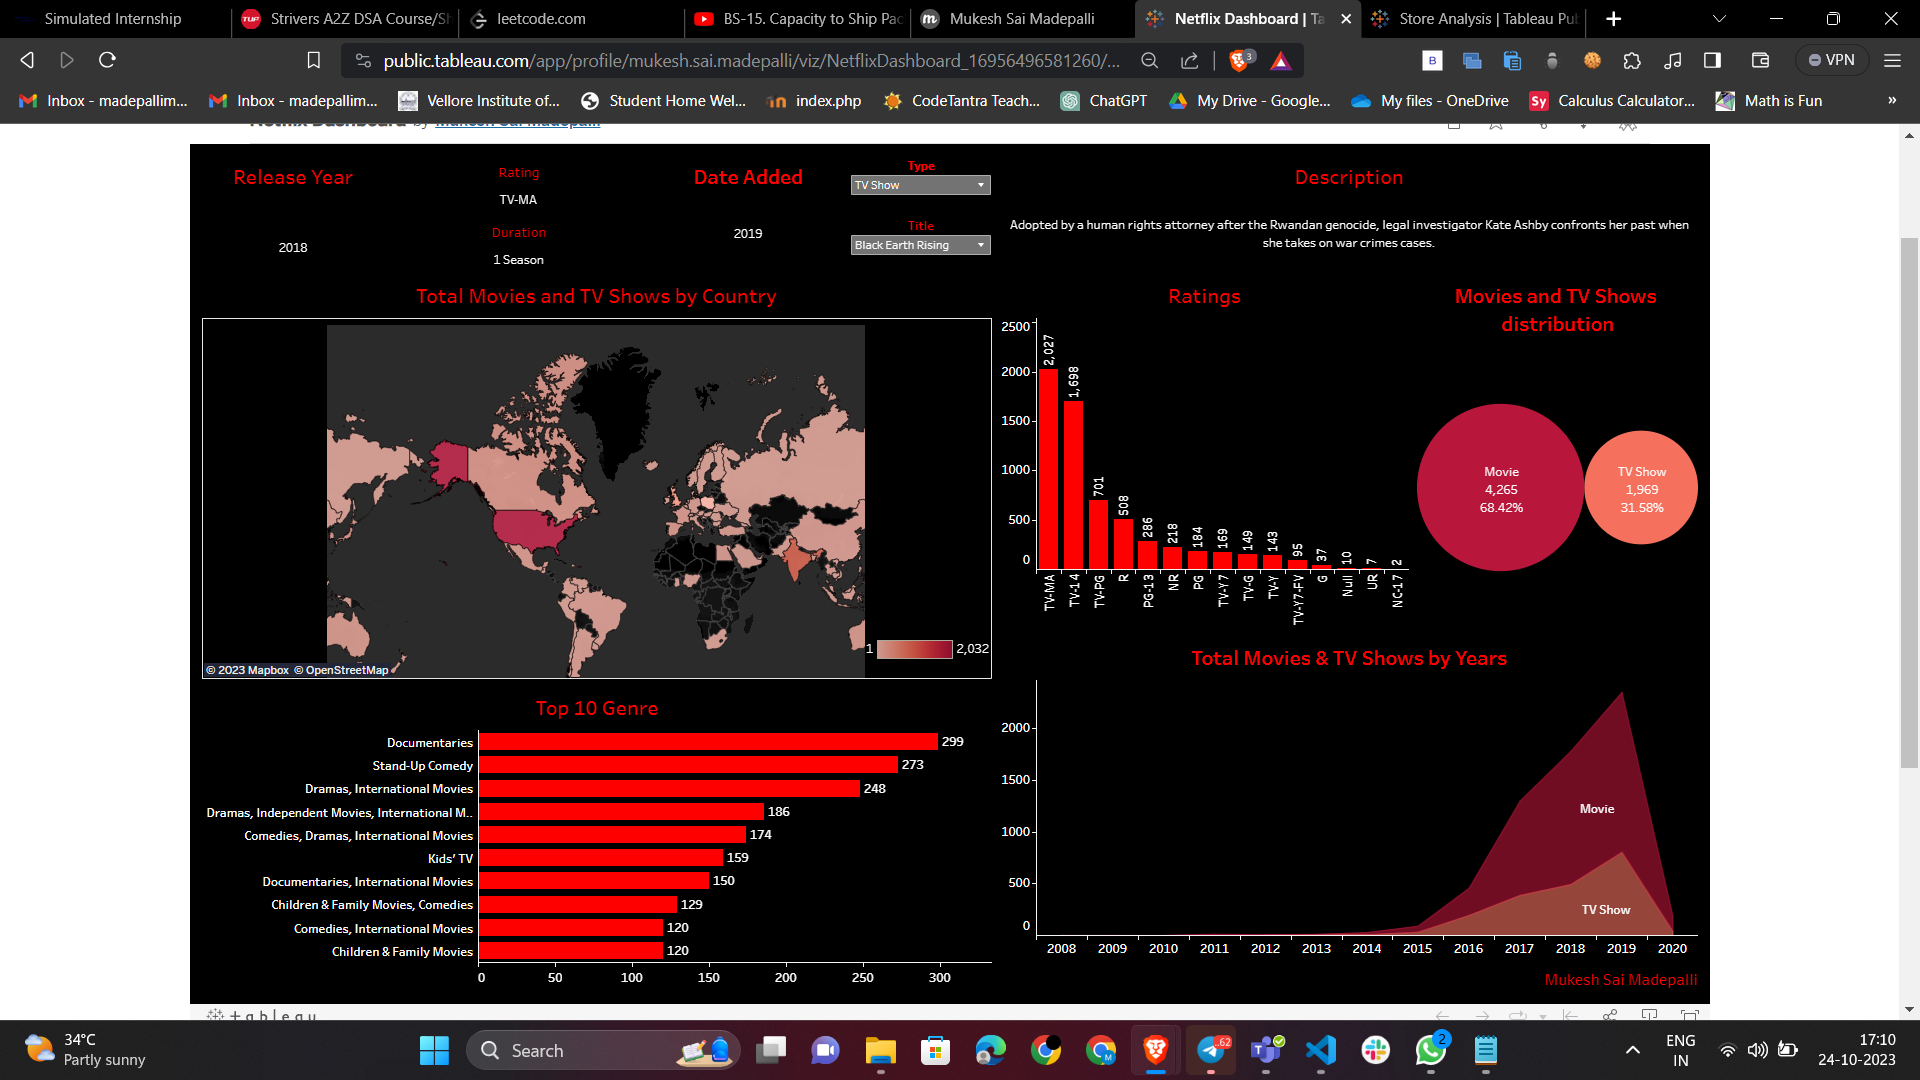 Simulated Internship
TUF Strivers A2Z DSA Course/Sh
leetcode.com
BS-15. Capacity to Ship Pac
Mukesh Sai Madepalli
Netflix Dashboard | Ta
Store Analysis | Tableau Pub
public.tableau.com/app/profile/mukesh.sai.madepalli/viz/NetflixDashboard_16956496581260/...
3
B
VPN
Inbox - madepallim...
Inbox - madepallim...
Vellore Institute of...
Student Home Wel...
index.php
CodeTantra Teach...
ChatGPT
My Drive - Google...
My files - OneDrive
Sy Calculus Calculator...
Math is Fun
»
Netflix Dashboard by Mukesh Sai Madepalli
Release Year
2018
Rating
TV-MA
Duration
1 Season
Date Added
2019
Type
TV Show
Title
Black Earth Rising
Description
Adopted by a human rights attorney after the Rwandan genocide, legal investigator Kate Ashby confronts her past when
she takes on war crimes cases.
Total Movies and TV Shows by Country
1 2,032
© 2023 Mapbox © OpenStreetMap
Ratings
2500
2000
1500
1000
500
0
2,027
1,698
701
508
286
218
184
169
149
143
95
37
10
7
2
TV-MA
TV-14
TV-PG
R
PG-13
NR
PG
TV-Y7
TV-G
TV-Y
TV-Y7-FV
G
Null
UR
NC-17
Movies and TV Shows
distribution
Movie
4,265
68.42%
TV Show
1,969
31.58%
Top 10 Genre
Documentaries 299
Stand-Up Comedy 273
Dramas, International Movies 248
Dramas, Independent Movies, International M.. 186
Comedies, Dramas, International Movies 174
Kids' TV 159
Documentaries, International Movies 150
Children & Family Movies, Comedies 129
Comedies, International Movies 120
Children & Family Movies 120
0 50 100 150 200 250 300
Total Movies & TV Shows by Years
2000
1500
1000
500
0
Movie
TV Show
2008 2009 2010 2011 2012 2013 2014 2015 2016 2017 2018 2019 2020
Mukesh Sai Madepalli
+ a b l e a u
34°C
Partly sunny
Search
M
.62
2
ENG
IN
17:10
24-10-2023